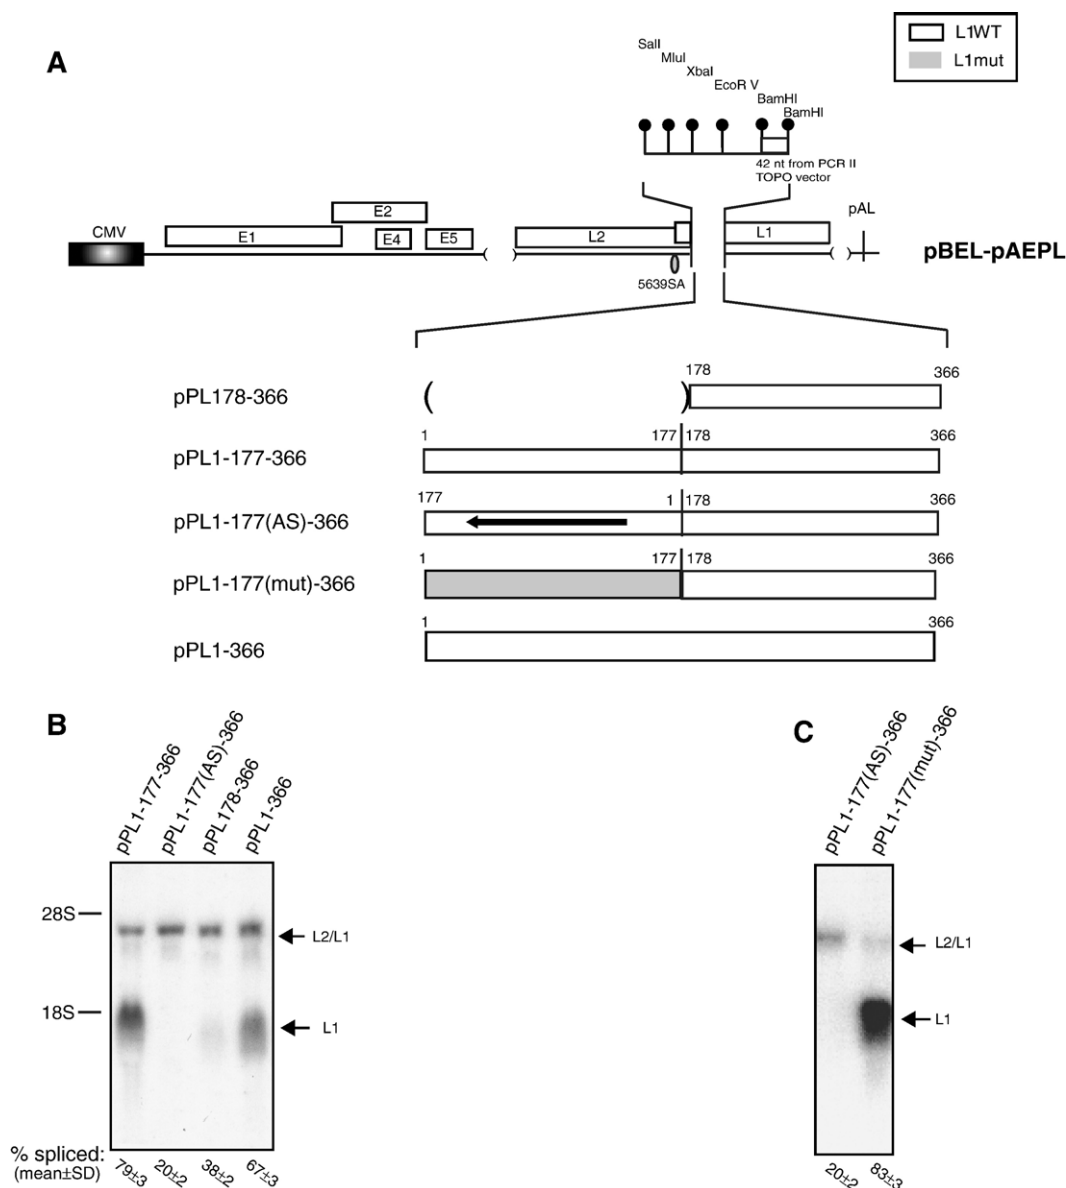 A
L1WT
L1mut
SalI
MluI
XbaI
EcoR V
BamHI
BamHI
42 nt from PCR II
TOPO vector
CMV
E1
E2
E4
E5
L2
L1
pAL
pBEL-pAEPL
5639SA
pPL178-366
178 366
pPL1-177-366
1 177 178 366
pPL1-177(AS)-366
177 1 178 366
pPL1-177(mut)-366
1 177 178 366
pPL1-366
1 366
B
pPL1-177-366
pPL1-177(AS)-366
pPL178-366
pPL1-366
28S
18S
L2/L1
L1
% spliced:
(mean±SD)
79±3 20±2 38±2 67±3
C
pPL1-177(AS)-366
pPL1-177(mut)-366
L2/L1
L1
20±2 83±3